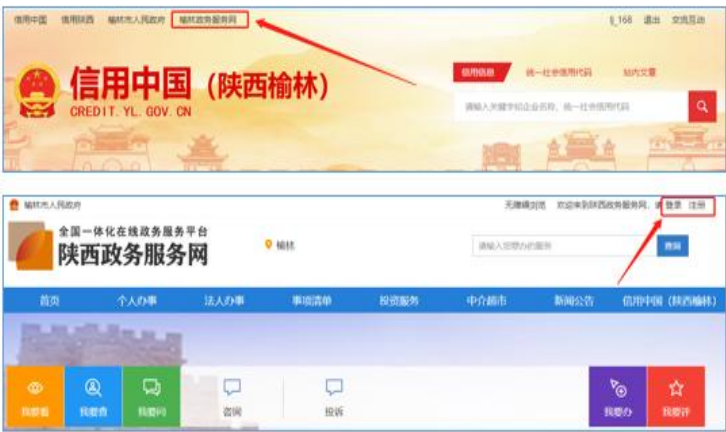 信用中国 信用陕西 榆林市人民政府 榆林政务服务网
lj_168 退出 交流互动
信用中国（陕西榆林）
CREDIT. YL. GOV. CN
信用信息 统一社会信用代码 站内文章
请输入关键字如企业名称、统一社会信用代码
榆林市人民政府
无障碍浏览 欢迎来到陕西政务服务网，请 登录 注册
全国一体化在线政务服务平台
陕西政务服务网
榆林
请输入您想办的服务
搜索
首页 个人办事 法人办事 事项清单 投资服务 中介超市 新闻公告 信用中国（陕西榆林）
我要看 我要查 我要问 咨询 投诉 我要办 我要评